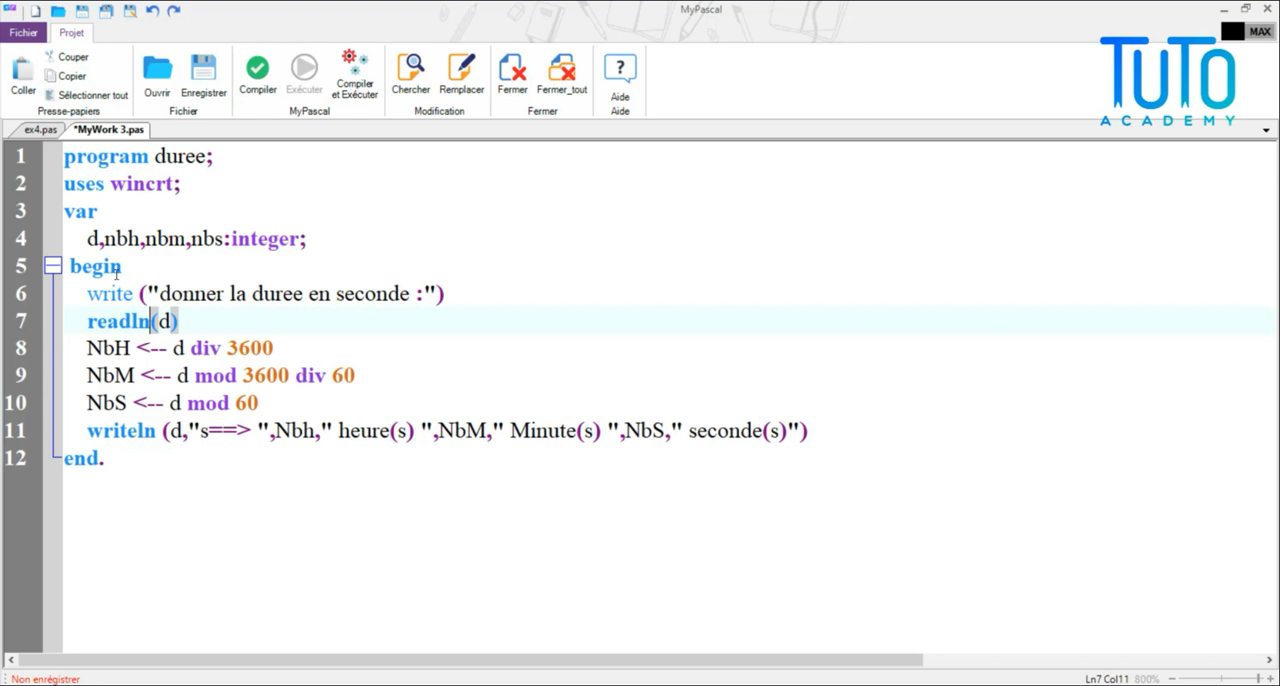 MyPascal
Fichier Projet
MAX
Coller
Couper
Copier
Sélectionner tout
Presse-papiers
Ouvrir Enregistrer
Fichier
Compiler Exécuter Compiler et Exécuter
MyPascal
Chercher Remplacer
Modification
Fermer Fermer_tout
Fermer
Aide
Aide
TUTO
ACADEMY
ex4.pas *MyWork 3.pas
1 program duree;
2 uses wincrt;
3 var
4 d,nbh,nbm,nbs:integer;
5 begin
6 write ("donner la duree en seconde :")
7 readln(d)
8 NbH <-- d div 3600
9 NbM <-- d mod 3600 div 60
10 NbS <-- d mod 60
11 writeln (d,"s==> ",Nbh," heure(s) ",NbM," Minute(s) ",NbS," seconde(s)")
12 end.
Non enrégistrer Ln7 Col11 800%